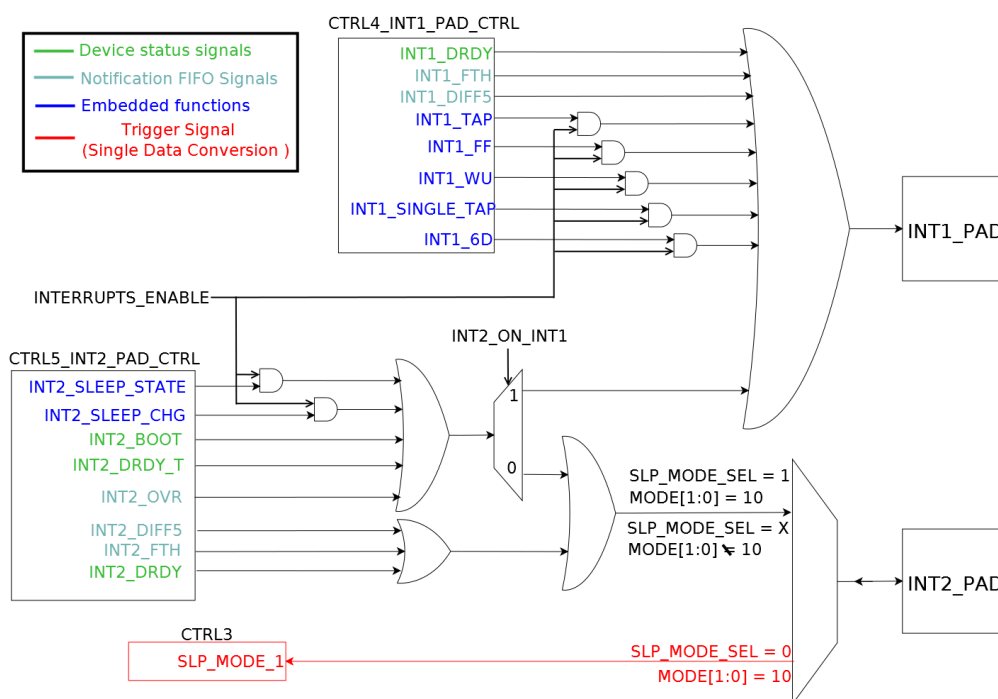 CTRL4_INT1_PAD_CTRL
Device status signals
Notification FIFO Signals
Embedded functions
Trigger Signal
(Single Data Conversion )
INT1_DRDY
INT1_FTH
INT1_DIFF5
INT1_TAP
INT1_FF
INT1_WU
INT1_SINGLE_TAP
INT1_6D
INT1_PAD
INTERRUPTS_ENABLE
INT2_ON_INT1
CTRL5_INT2_PAD_CTRL
INT2_SLEEP_STATE
INT2_SLEEP_CHG
INT2_BOOT
INT2_DRDY_T
INT2_OVR
INT2_DIFF5
INT2_FTH
INT2_DRDY
1
0
SLP_MODE_SEL = 1
MODE[1:0] = 10
SLP_MODE_SEL = X
MODE[1:0] ≠ 10
INT2_PAD
CTRL3
SLP_MODE_1
SLP_MODE_SEL = 0
MODE[1:0] = 10